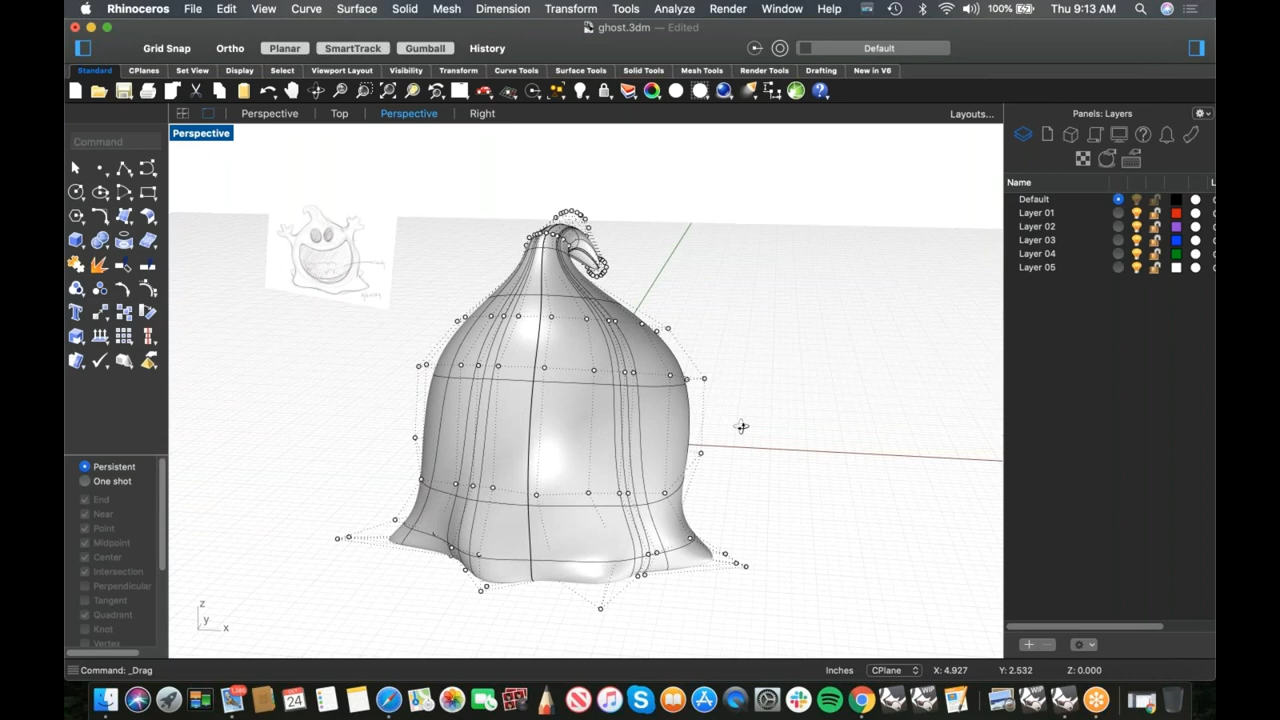 Rhinoceros File Edit View Curve Surface Solid Mesh Dimension Transform Tools Analyze Render Window Help 100% Thu 9:13 AM
ghost.3dm — Edited
Grid Snap Ortho Planar SmartTrack Gumball History Default
Standard CPlanes Set View Display Select Viewport Layout Visibility Transform Curve Tools Surface Tools Solid Tools Mesh Tools Render Tools Drafting New in V6
Perspective Top Perspective Right Layouts... Panels: Layers
Perspective
Command
Name L
Default
Layer 01
Layer 02
Layer 03
Layer 04
Layer 05
Persistent
One shot
End
Near
Point
Midpoint
Center
Intersection
Perpendicular
Tangent
Quadrant
Knot
Vertex
z
y
x
Command: _Drag Inches CPlane X: 4.927 Y: 2.532 Z: 0.000
24